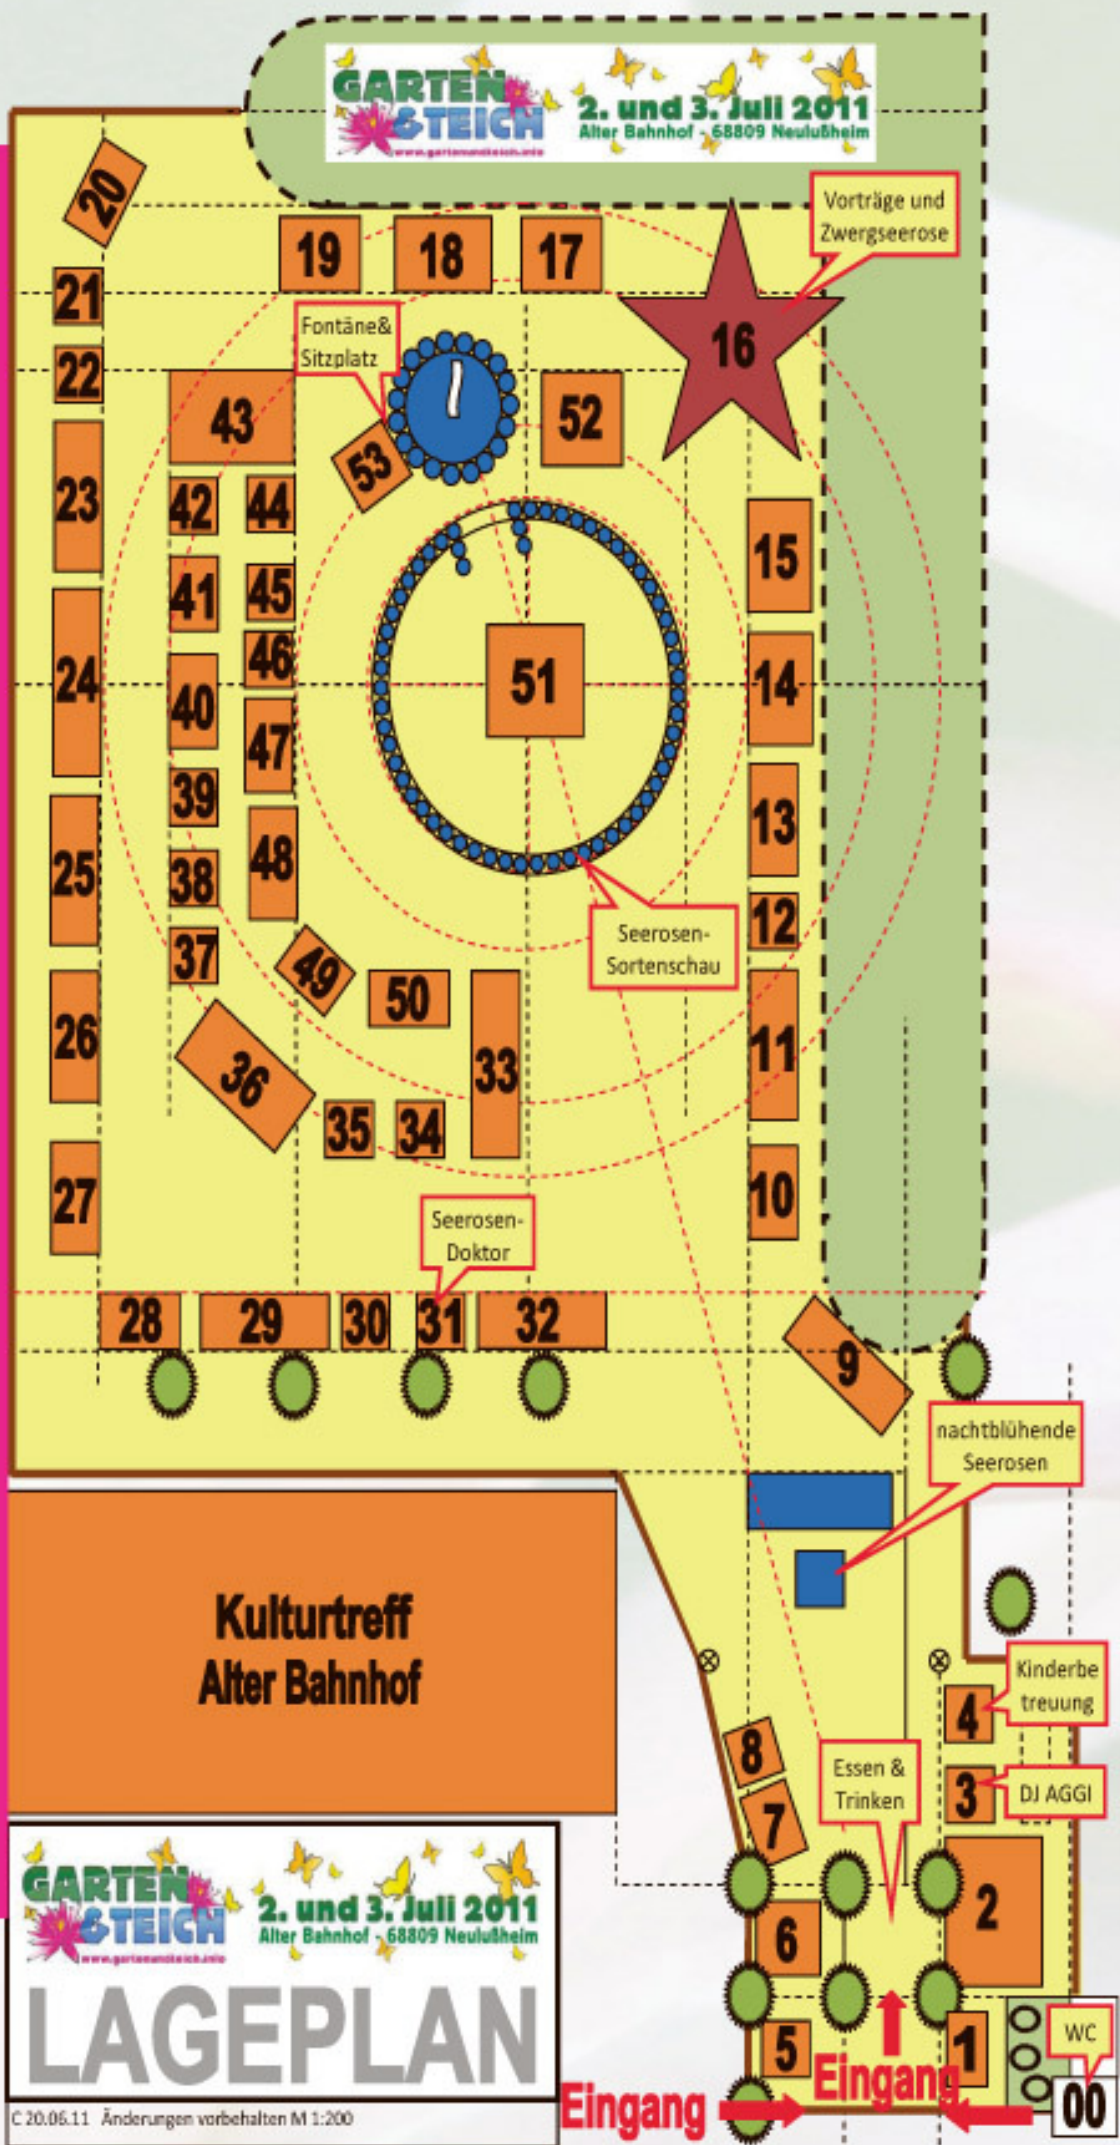 GARTEN
& TEICH
www.gartenundteich.info
2. und 3. Juli 2011
Alter Bahnhof - 68809 Neulußheim
Vorträge und
Zwergseerose
20
19
18
17
16
21
Fontäne&
Sitzplatz
22
43
52
53
23
42
44
15
41
45
46
24
40
51
14
47
39
13
25
38
48
12
Seerosen-
Sortenschau
37
49
50
26
36
33
11
35
34
27
10
Seerosen-
Doktor
28
29
30
31
32
9
nachtblühende
Seerosen
Kulturtreff
Alter Bahnhof
Kinderbe
treuung
4
8
Essen &
Trinken
3
DJ AGGI
7
2
6
GARTEN
& TEICH
www.gartenundteich.info
2. und 3. Juli 2011
Alter Bahnhof - 68809 Neulußheim
LAGEPLAN
5
1
WC
Eingang
Eingang
00
C 20.06.11 Änderungen vorbehalten M 1:200